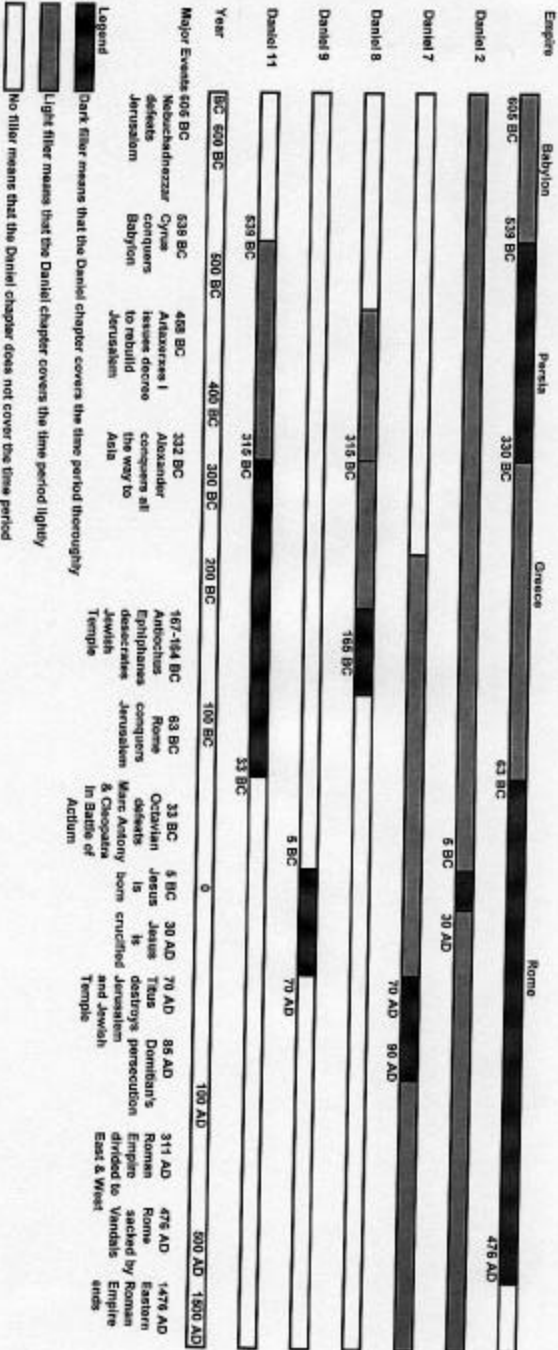 Empire
Babylon
Persia
Greece
Rome
605 BC
539 BC
330 BC
63 BC
476 AD
Daniel 2
5 BC
30 AD
Daniel 7
70 AD
90 AD
Daniel 8
315 BC
165 BC
Daniel 9
5 BC
70 AD
Daniel 11
539 BC
315 BC
33 BC
Year
BC
600 BC
500 BC
400 BC
300 BC
200 BC
100 BC
0
100 AD
500 AD
1500 AD
Major Events
605 BC
Nebuchadnezzar
defeats
Jerusalem
539 BC
Cyrus
conquers
Babylon
458 BC
Artaxerxes I
issues decree
to rebuild
Jerusalem
332 BC
Alexander
conquers all
the way to
Asia
167-164 BC
Antiochus
Ephiphanes
desecrates
Jewish
Temple
63 BC
Rome
conquers
Jerusalem
33 BC
Octavian
defeats
Marc Antony
& Cleopatra
in Battle of
Actium
5 BC
Jesus
is
born
30 AD
Jesus
is
crucified
70 AD
Titus
destroys
Jerusalem
and Jewish
Temple
85 AD
Domitian's
persecution
311 AD
Roman
Empire
divided to
East & West
476 AD
Rome
sacked by
Vandals
1476 AD
Eastern
Roman
Empire
ends
Legend
Dark filler means that the Daniel chapter covers the time period thoroughly
Light filler means that the Daniel chapter covers the time period lightly
No filler means that the Daniel chapter does not cover the time period